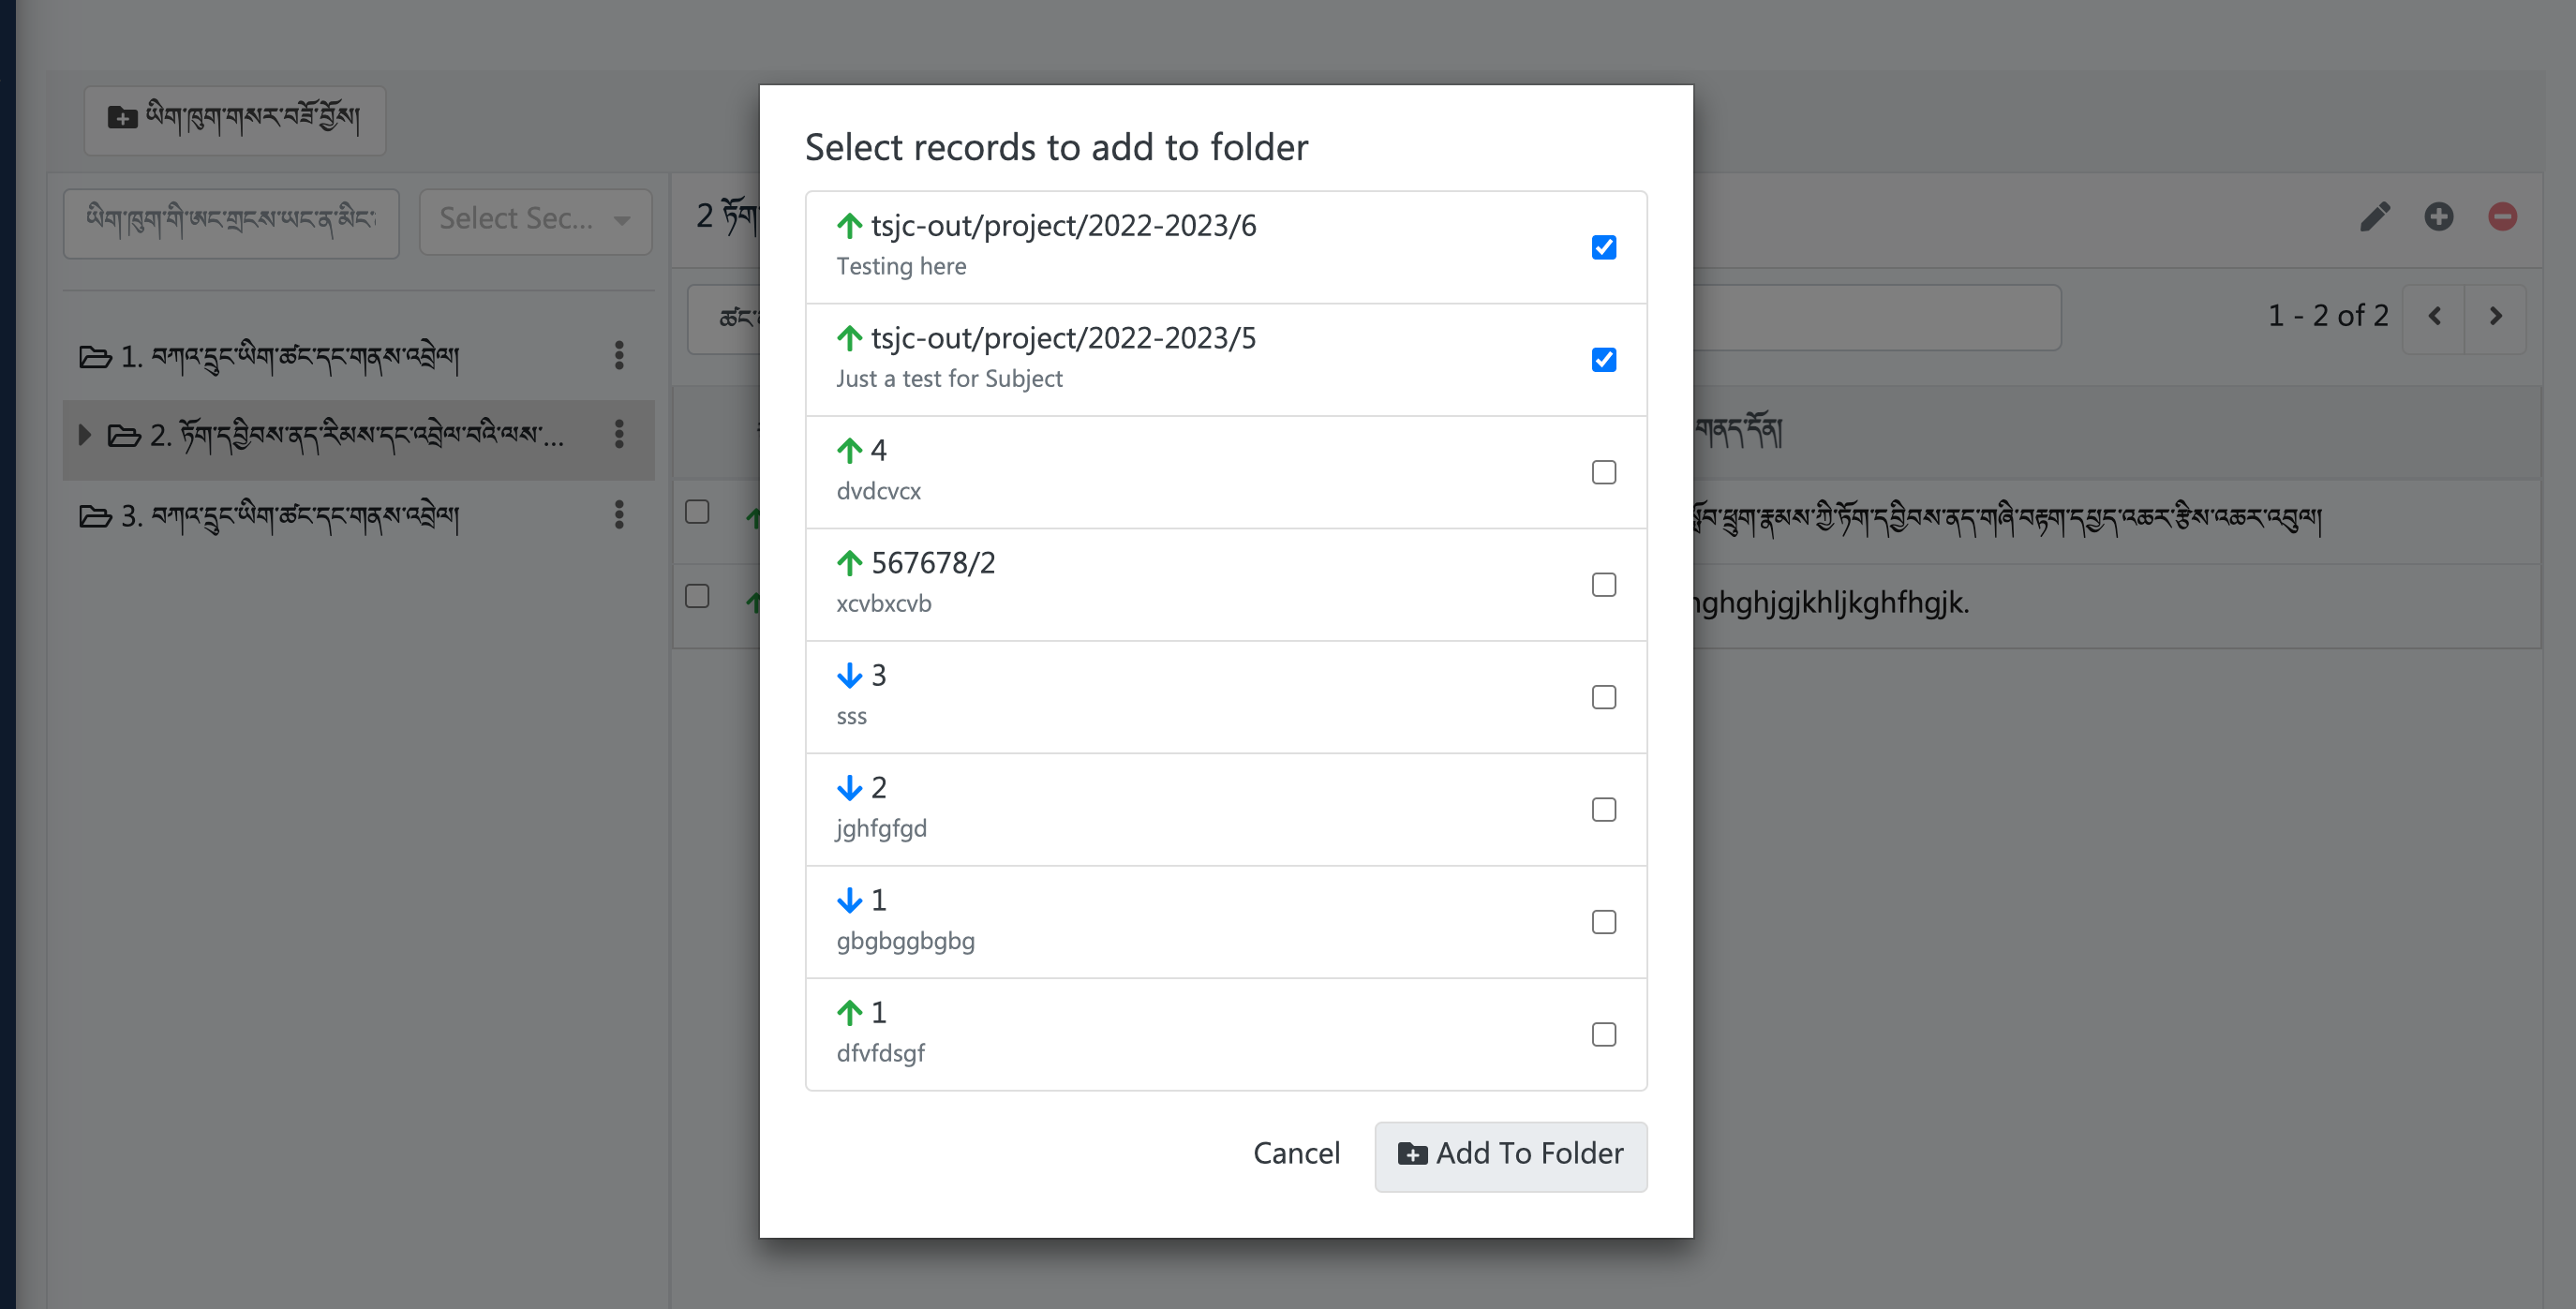 ཡིག་ཁུག་གསར་བཟོ་བྱོས།
ཡིག་ཁུག་གི་ཨང་གྲངས་ཡང་ན་མིང་
Select Sec...
1. བཀའ་དྲུང་ཡིག་ཚང་དང་གནས་འབྲེལ།
2. ཏོག་དབྱིབས་ནད་རིམས་དང་འབྲེལ་བའི་ལས་...
3. བཀའ་དྲུང་ཡིག་ཚང་དང་གནས་འབྲེལ།
2 ཏོག
ཚང་
Select records to add to folder
tsjc-out/project/2022-2023/6
Testing here
tsjc-out/project/2022-2023/5
Just a test for Subject
4
dvdcvcx
567678/2
xcvbxcvb
3
sss
2
jghfgfgd
1
gbgbggbgbg
1
dfvfdsgf
Cancel
Add To Folder
1 - 2 of 2
གནད་དོན།
སློབ་ཕྲུག་རྣམས་ཀྱི་ཏོག་དབྱིབས་ནད་གཞི་བརྟག་དཔྱད་འཆར་རྩིས་འཆར་འབུལ།
ghghjgjkhljkghfhgjk.